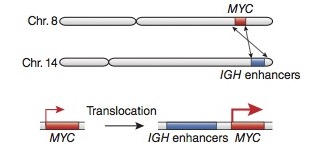 MYC
Chr. 8
Chr. 14
IGH enhancers
Translocation
MYC
IGH enhancers MYC